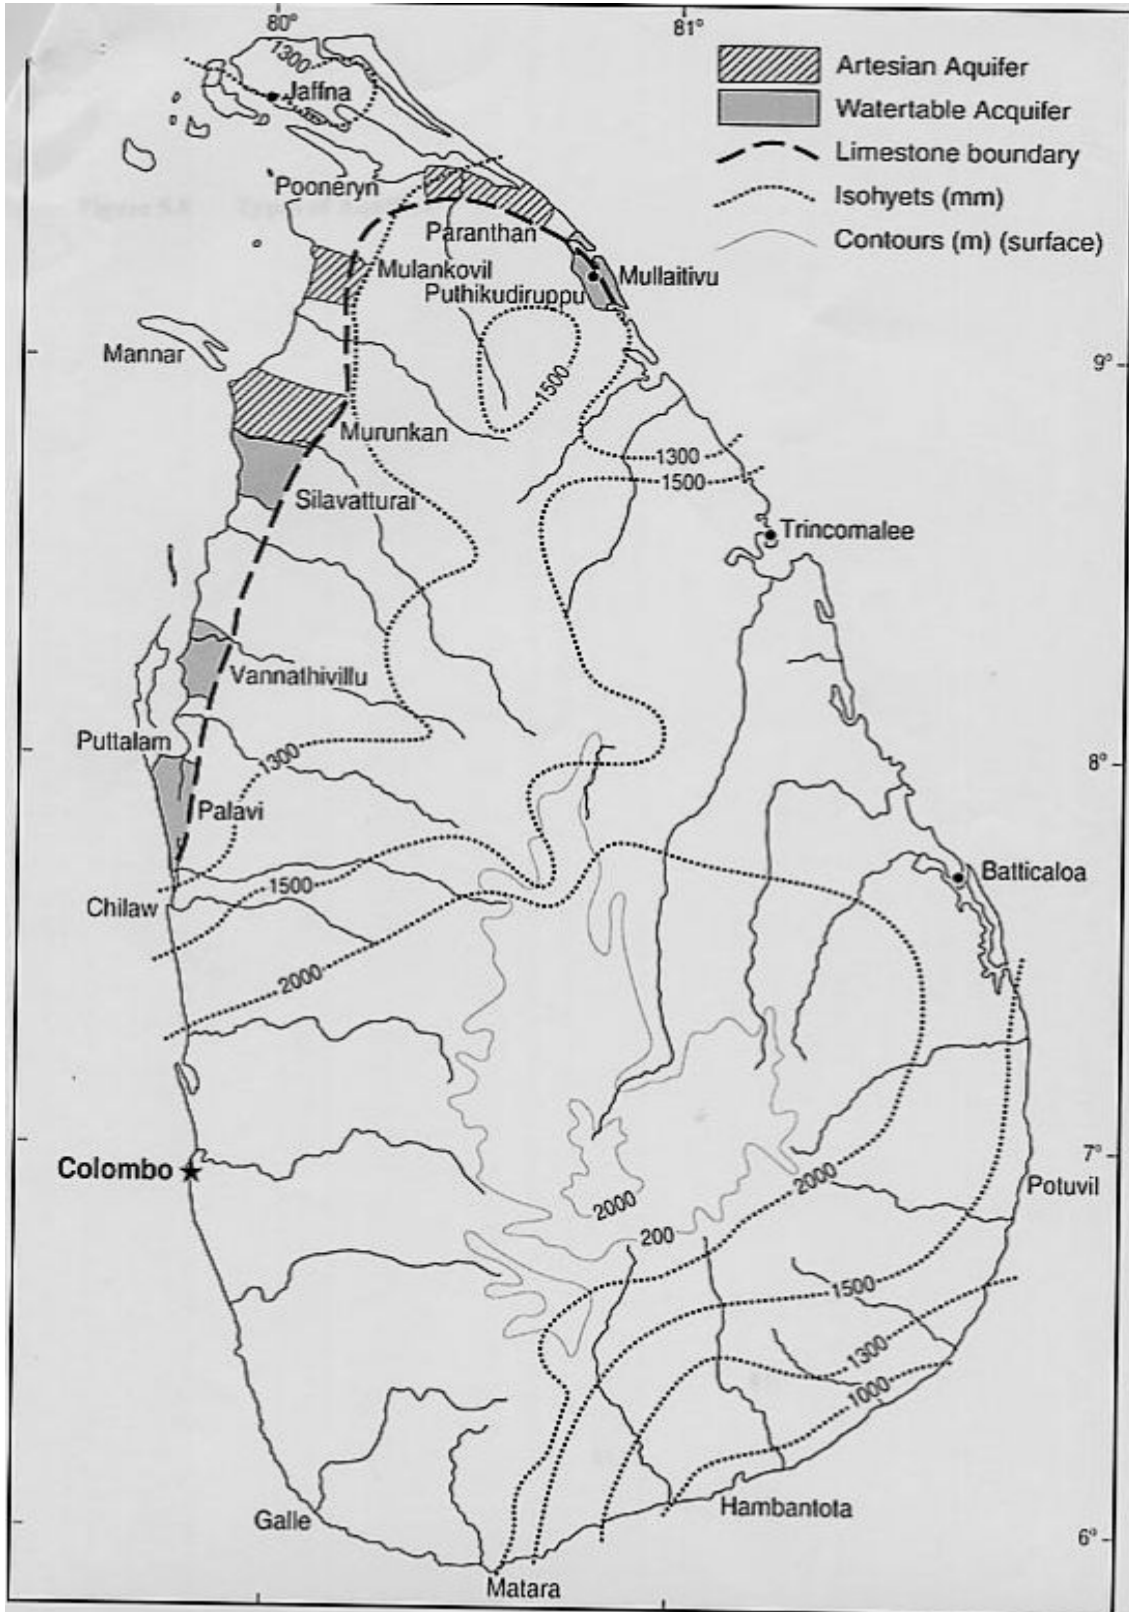 80°
81°
1300
Jaffna
Artesian Aquifer
Watertable Acquifer
Limestone boundary
Isohyets (mm)
Contours (m) (surface)
Pooneryn
Paranthan
Mulankovil
Puthikudiruppu
Mullaitivu
Mannar
9°
1500
Murunkan
1300
1500
Silavatturai
Trincomalee
Vannathivillu
Puttalam
1300
8°
Palavi
Batticaloa
1500
Chilaw
2000
Colombo
7°
2000
Potuvil
2000
200
1500
1300
1000
Galle
Hambantota
6°
Matara